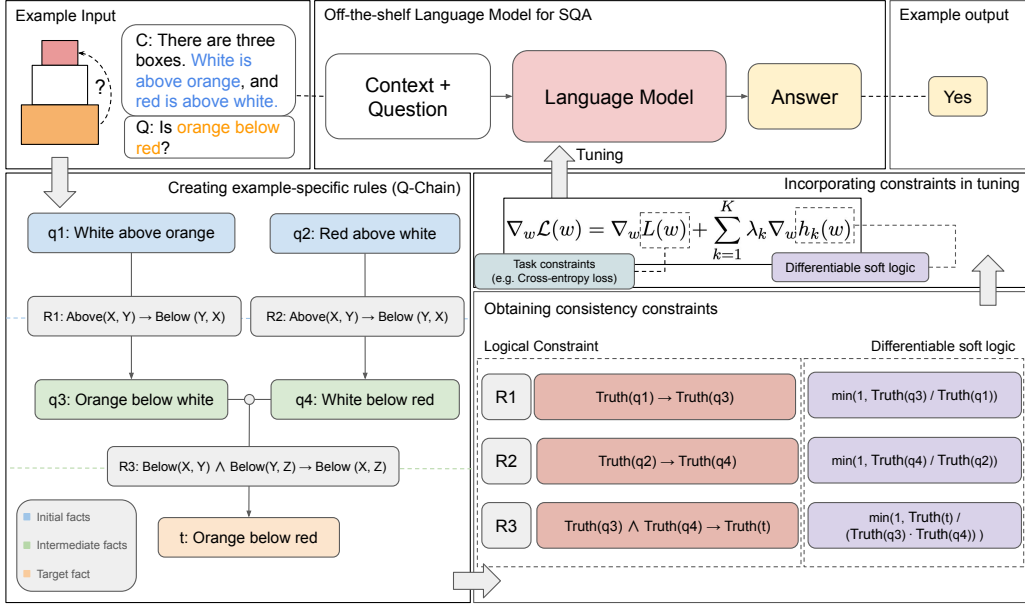 Example Input
?
C: There are three
boxes. White is
above orange, and
red is above white.
Q: Is orange below
red?
Off-the-shelf Language Model for SQA
Context +
Question
Language Model
Answer
Example output
Yes
Tuning
Creating example-specific rules (Q-Chain)
q1: White above orange
q2: Red above white
R1: Above(X, Y) → Below (Y, X)
R2: Above(X, Y) → Below (Y, X)
q3: Orange below white
q4: White below red
R3: Below(X, Y) ∧ Below(Y, Z) → Below (X, Z)
t: Orange below red
Initial facts
Intermediate facts
Target fact
Incorporating constraints in tuning
∇_w ℒ(w) = ∇_w L(w) + ∑_{k=1}^{K} λ_k ∇_w h_k(w)
Task constraints
(e.g. Cross-entropy loss)
Differentiable soft logic
Obtaining consistency constraints
Logical Constraint
Differentiable soft logic
R1
Truth(q1) → Truth(q3)
min(1, Truth(q3) / Truth(q1))
R2
Truth(q2) → Truth(q4)
min(1, Truth(q4) / Truth(q2))
R3
Truth(q3) ∧ Truth(q4) → Truth(t)
min(1, Truth(t) /
(Truth(q3) · Truth(q4)) )